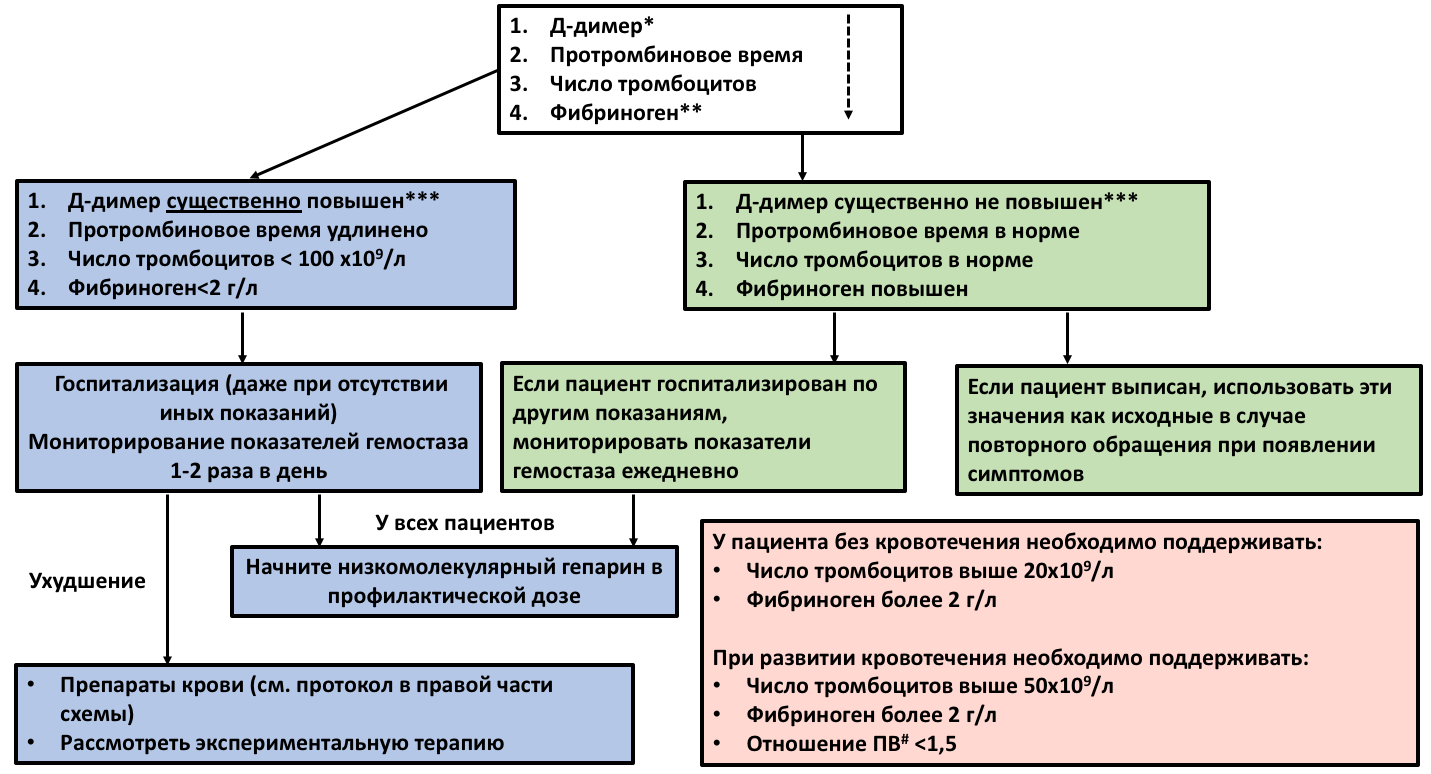 1. Д-димер*
2. Протромбиновое время
3. Число тромбоцитов
4. Фибриноген**
1. Д-димер существенно повышен***
2. Протромбиновое время удлинено
3. Число тромбоцитов < 100 х10⁹/л
4. Фибриноген<2 г/л
1. Д-димер существенно не повышен***
2. Протромбиновое время в норме
3. Число тромбоцитов в норме
4. Фибриноген повышен
Госпитализация (даже при отсутствии
иных показаний)
Мониторирование показателей гемостаза
1-2 раза в день
Если пациент госпитализирован по
другим показаниям,
мониторировать показатели
гемостаза ежедневно
Если пациент выписан, использовать эти
значения как исходные в случае
повторного обращения при появлении
симптомов
У всех пациентов
Ухудшение
Начните низкомолекулярный гепарин в
профилактической дозе
• Препараты крови (см. протокол в правой части
схемы)
• Рассмотреть экспериментальную терапию
У пациента без кровотечения необходимо поддерживать:
• Число тромбоцитов выше 20х10⁹/л
• Фибриноген более 2 г/л
При развитии кровотечения необходимо поддерживать:
• Число тромбоцитов выше 50х10⁹/л
• Фибриноген более 2 г/л
• Отношение ПВ# <1,5